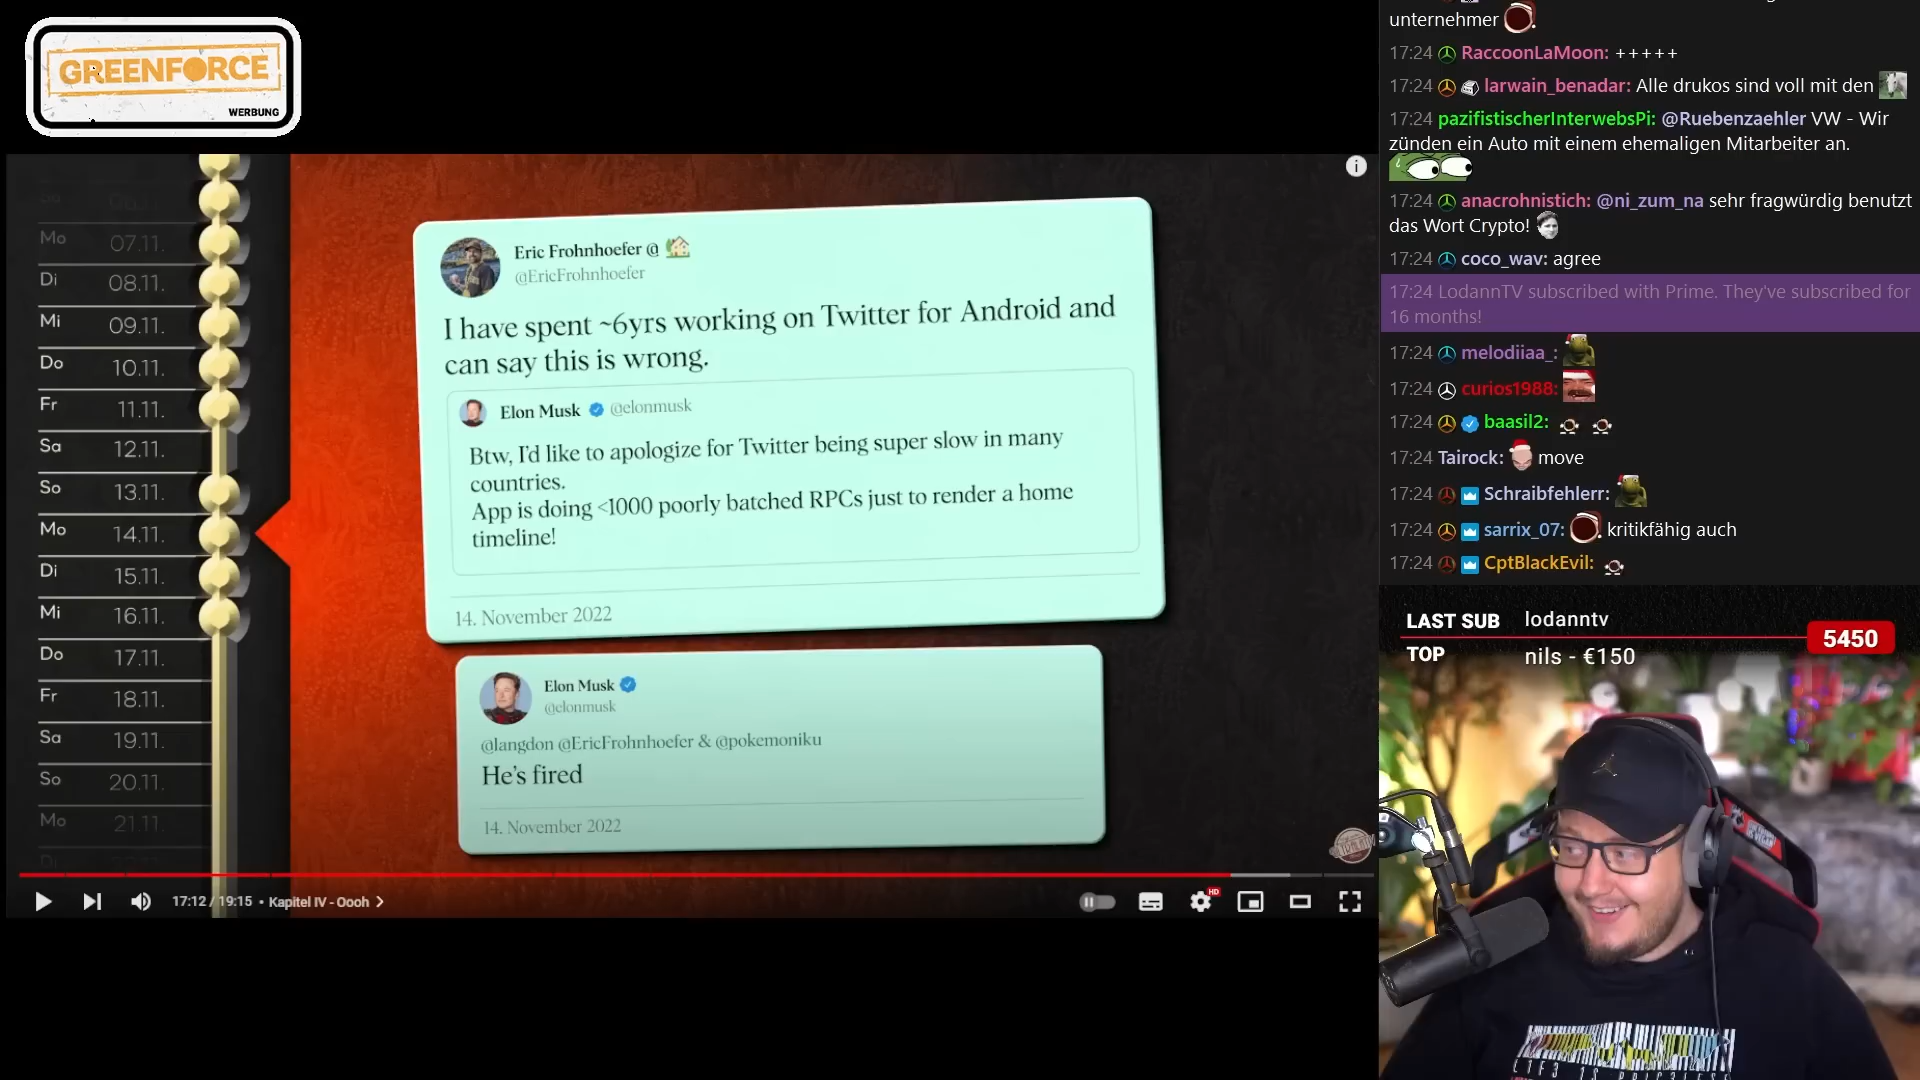 GREENFORCE
WERBUNG
Mo 07.11.
Di 08.11.
Mi 09.11.
Do 10.11.
Fr 11.11.
Sa 12.11.
So 13.11.
Mo 14.11.
Di 15.11.
Mi 16.11.
Do 17.11.
Fr 18.11.
Sa 19.11.
So 20.11.
Mo 21.11.
Eric Frohnhoefer @
@EricFrohnhoefer
I have spent ~6yrs working on Twitter for Android and
can say this is wrong.
Elon Musk @elonmusk
Btw, I'd like to apologize for Twitter being super slow in many
countries.
App is doing <1000 poorly batched RPCs just to render a home
timeline!
14. November 2022
Elon Musk
@elonmusk
@langdon @EricFrohnhoefer & @pokemoniku
He's fired
14. November 2022
17:12 / 19:15 • Kapitel IV - Oooh
HD
unternehmer
17:24 RaccoonLaMoon: +++++
17:24 larwain_benadar: Alle drukos sind voll mit den
17:24 pazifistischerInterwebsPi: @Ruebenzaehler VW - Wir
zünden ein Auto mit einem ehemaligen Mitarbeiter an.
17:24 anacrohnistich: @ni_zum_na sehr fragwürdig benutzt
das Wort Crypto!
17:24 coco_wav: agree
17:24 LodannTV subscribed with Prime. They've subscribed for
16 months!
17:24 melodiiaa_:
17:24 curios1988:
17:24 baasil2:
17:24 Tairock: move
17:24 Schraibfehlerr:
17:24 sarrix_07: kritikfähig auch
17:24 CptBlackEvil:
LAST SUB lodanntv
5450
TOP nils - €150